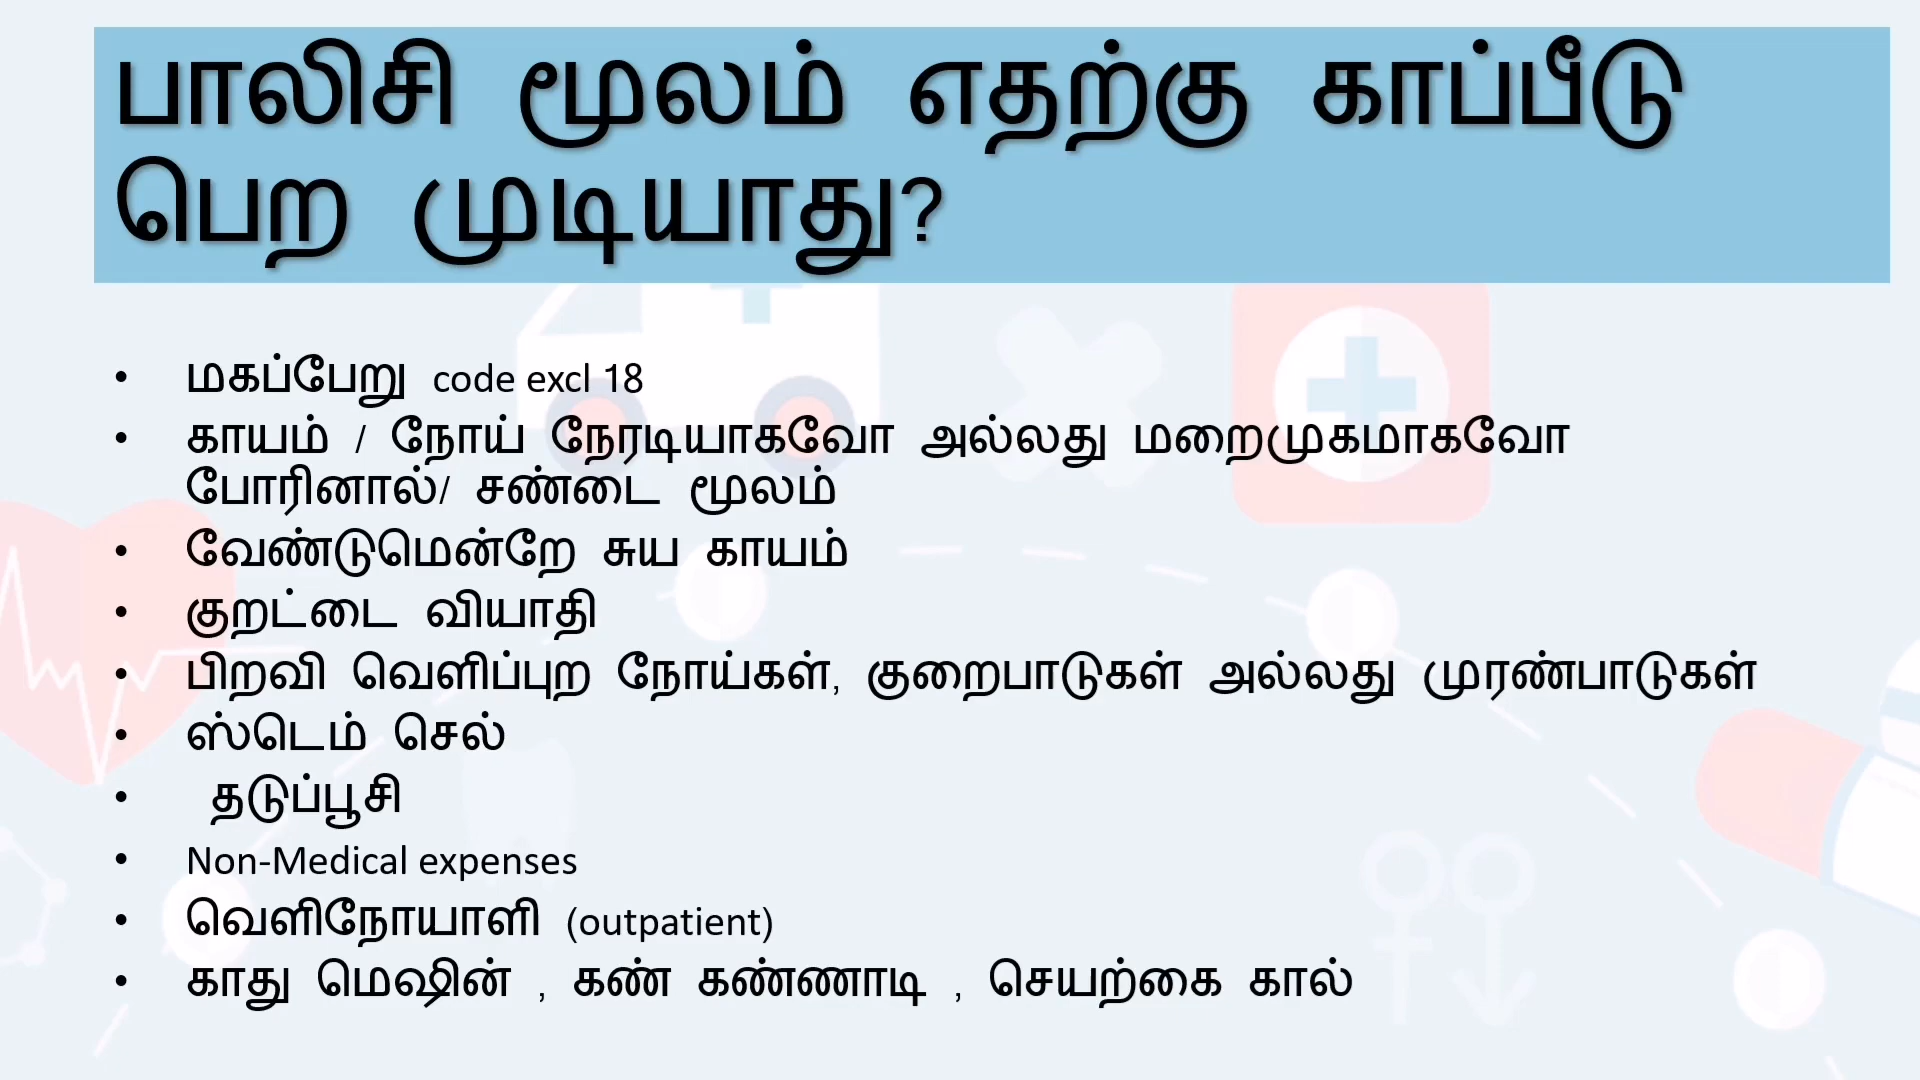 பாலிசி மூலம் எதற்கு காப்பீடு
பெற முடியாது?
• மகப்பேறு code excl 18
• காயம் / நோய் நேரடியாகவோ அல்லது மறைமுகமாகவோ
போரினால்/ சண்டை மூலம்
• வேண்டுமென்றே சுய காயம்
• குறட்டை வியாதி
• பிறவி வெளிப்புற நோய்கள், குறைபாடுகள் அல்லது முரண்பாடுகள்
• ஸ்டெம் செல்
• தடுப்பூசி
• Non-Medical expenses
• வெளிநோயாளி (outpatient)
• காது மெஷின் , கண் கண்ணாடி , செயற்கை கால்